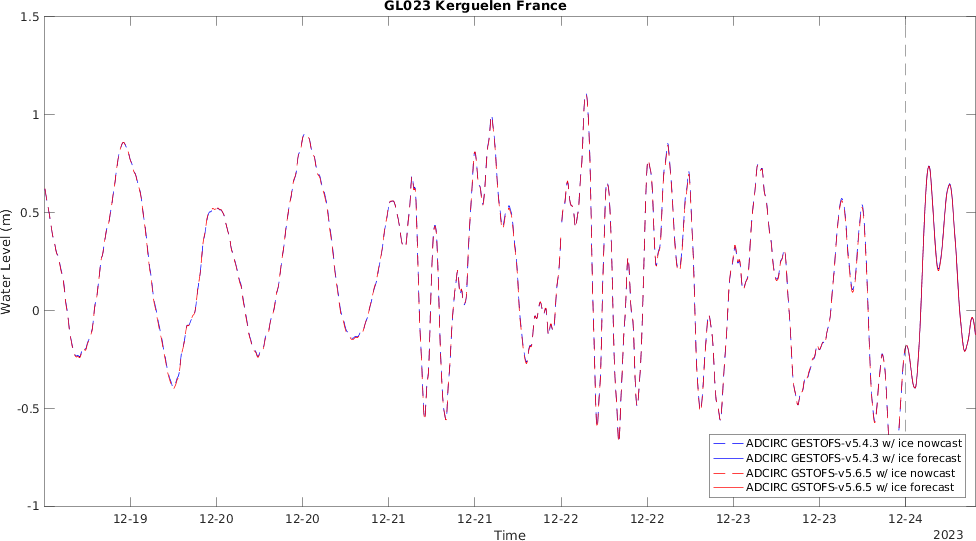 GL023 Kerguelen France
1.5
1
0.5
0
-0.5
-1
Water Level (m)
ADCIRC GESTOFS-v5.4.3 w/ ice nowcast
ADCIRC GESTOFS-v5.4.3 w/ ice forecast
ADCIRC GSTOFS-v5.6.5 w/ ice nowcast
ADCIRC GSTOFS-v5.6.5 w/ ice forecast
12-19 12-20 12-20 12-21 12-21 12-22 12-22 12-23 12-23 12-24
Time
2023